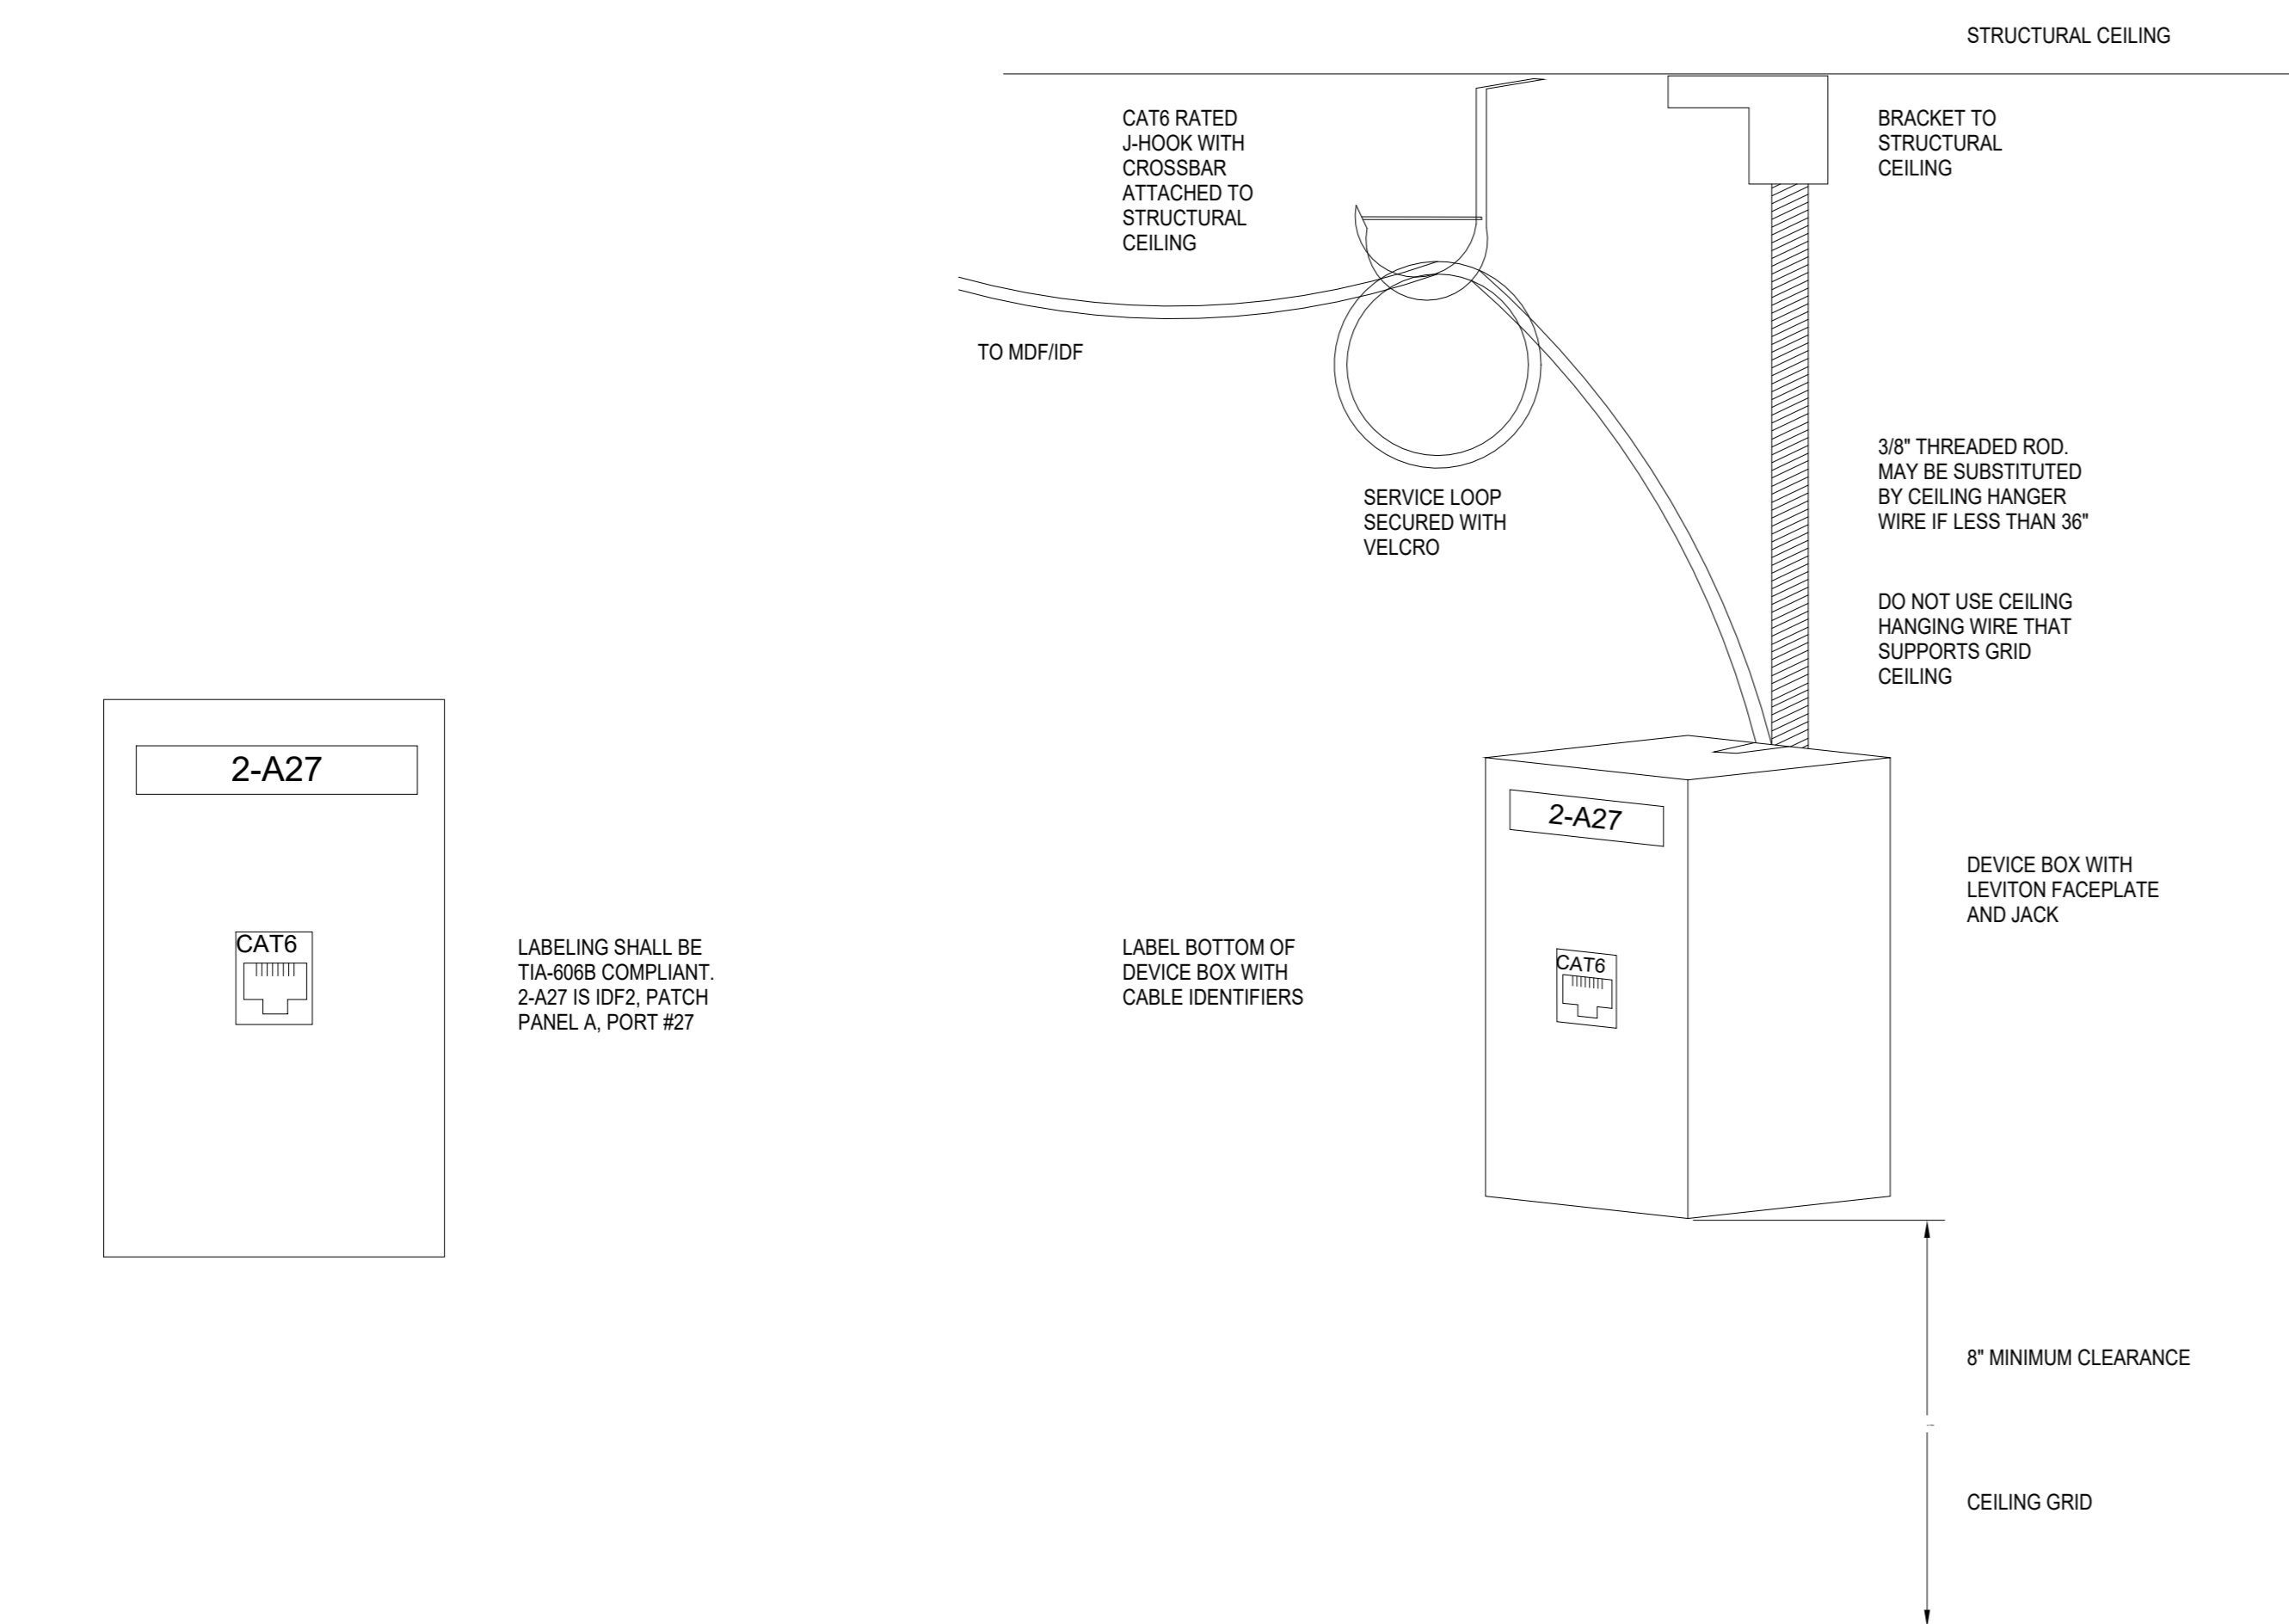 STRUCTURAL CEILING
CAT6 RATED
J-HOOK WITH
CROSSBAR
ATTACHED TO
STRUCTURAL
CEILING
BRACKET TO
STRUCTURAL
CEILING
TO MDF/IDF
3/8" THREADED ROD.
MAY BE SUBSTITUTED
BY CEILING HANGER
WIRE IF LESS THAN 36"
SERVICE LOOP
SECURED WITH
VELCRO
DO NOT USE CEILING
HANGING WIRE THAT
SUPPORTS GRID
CEILING
2-A27
CAT6
LABELING SHALL BE
TIA-606B COMPLIANT.
2-A27 IS IDF2, PATCH
PANEL A, PORT #27
LABEL BOTTOM OF
DEVICE BOX WITH
CABLE IDENTIFIERS
2-A27
CAT6
DEVICE BOX WITH
LEVITON FACEPLATE
AND JACK
8" MINIMUM CLEARANCE
CEILING GRID